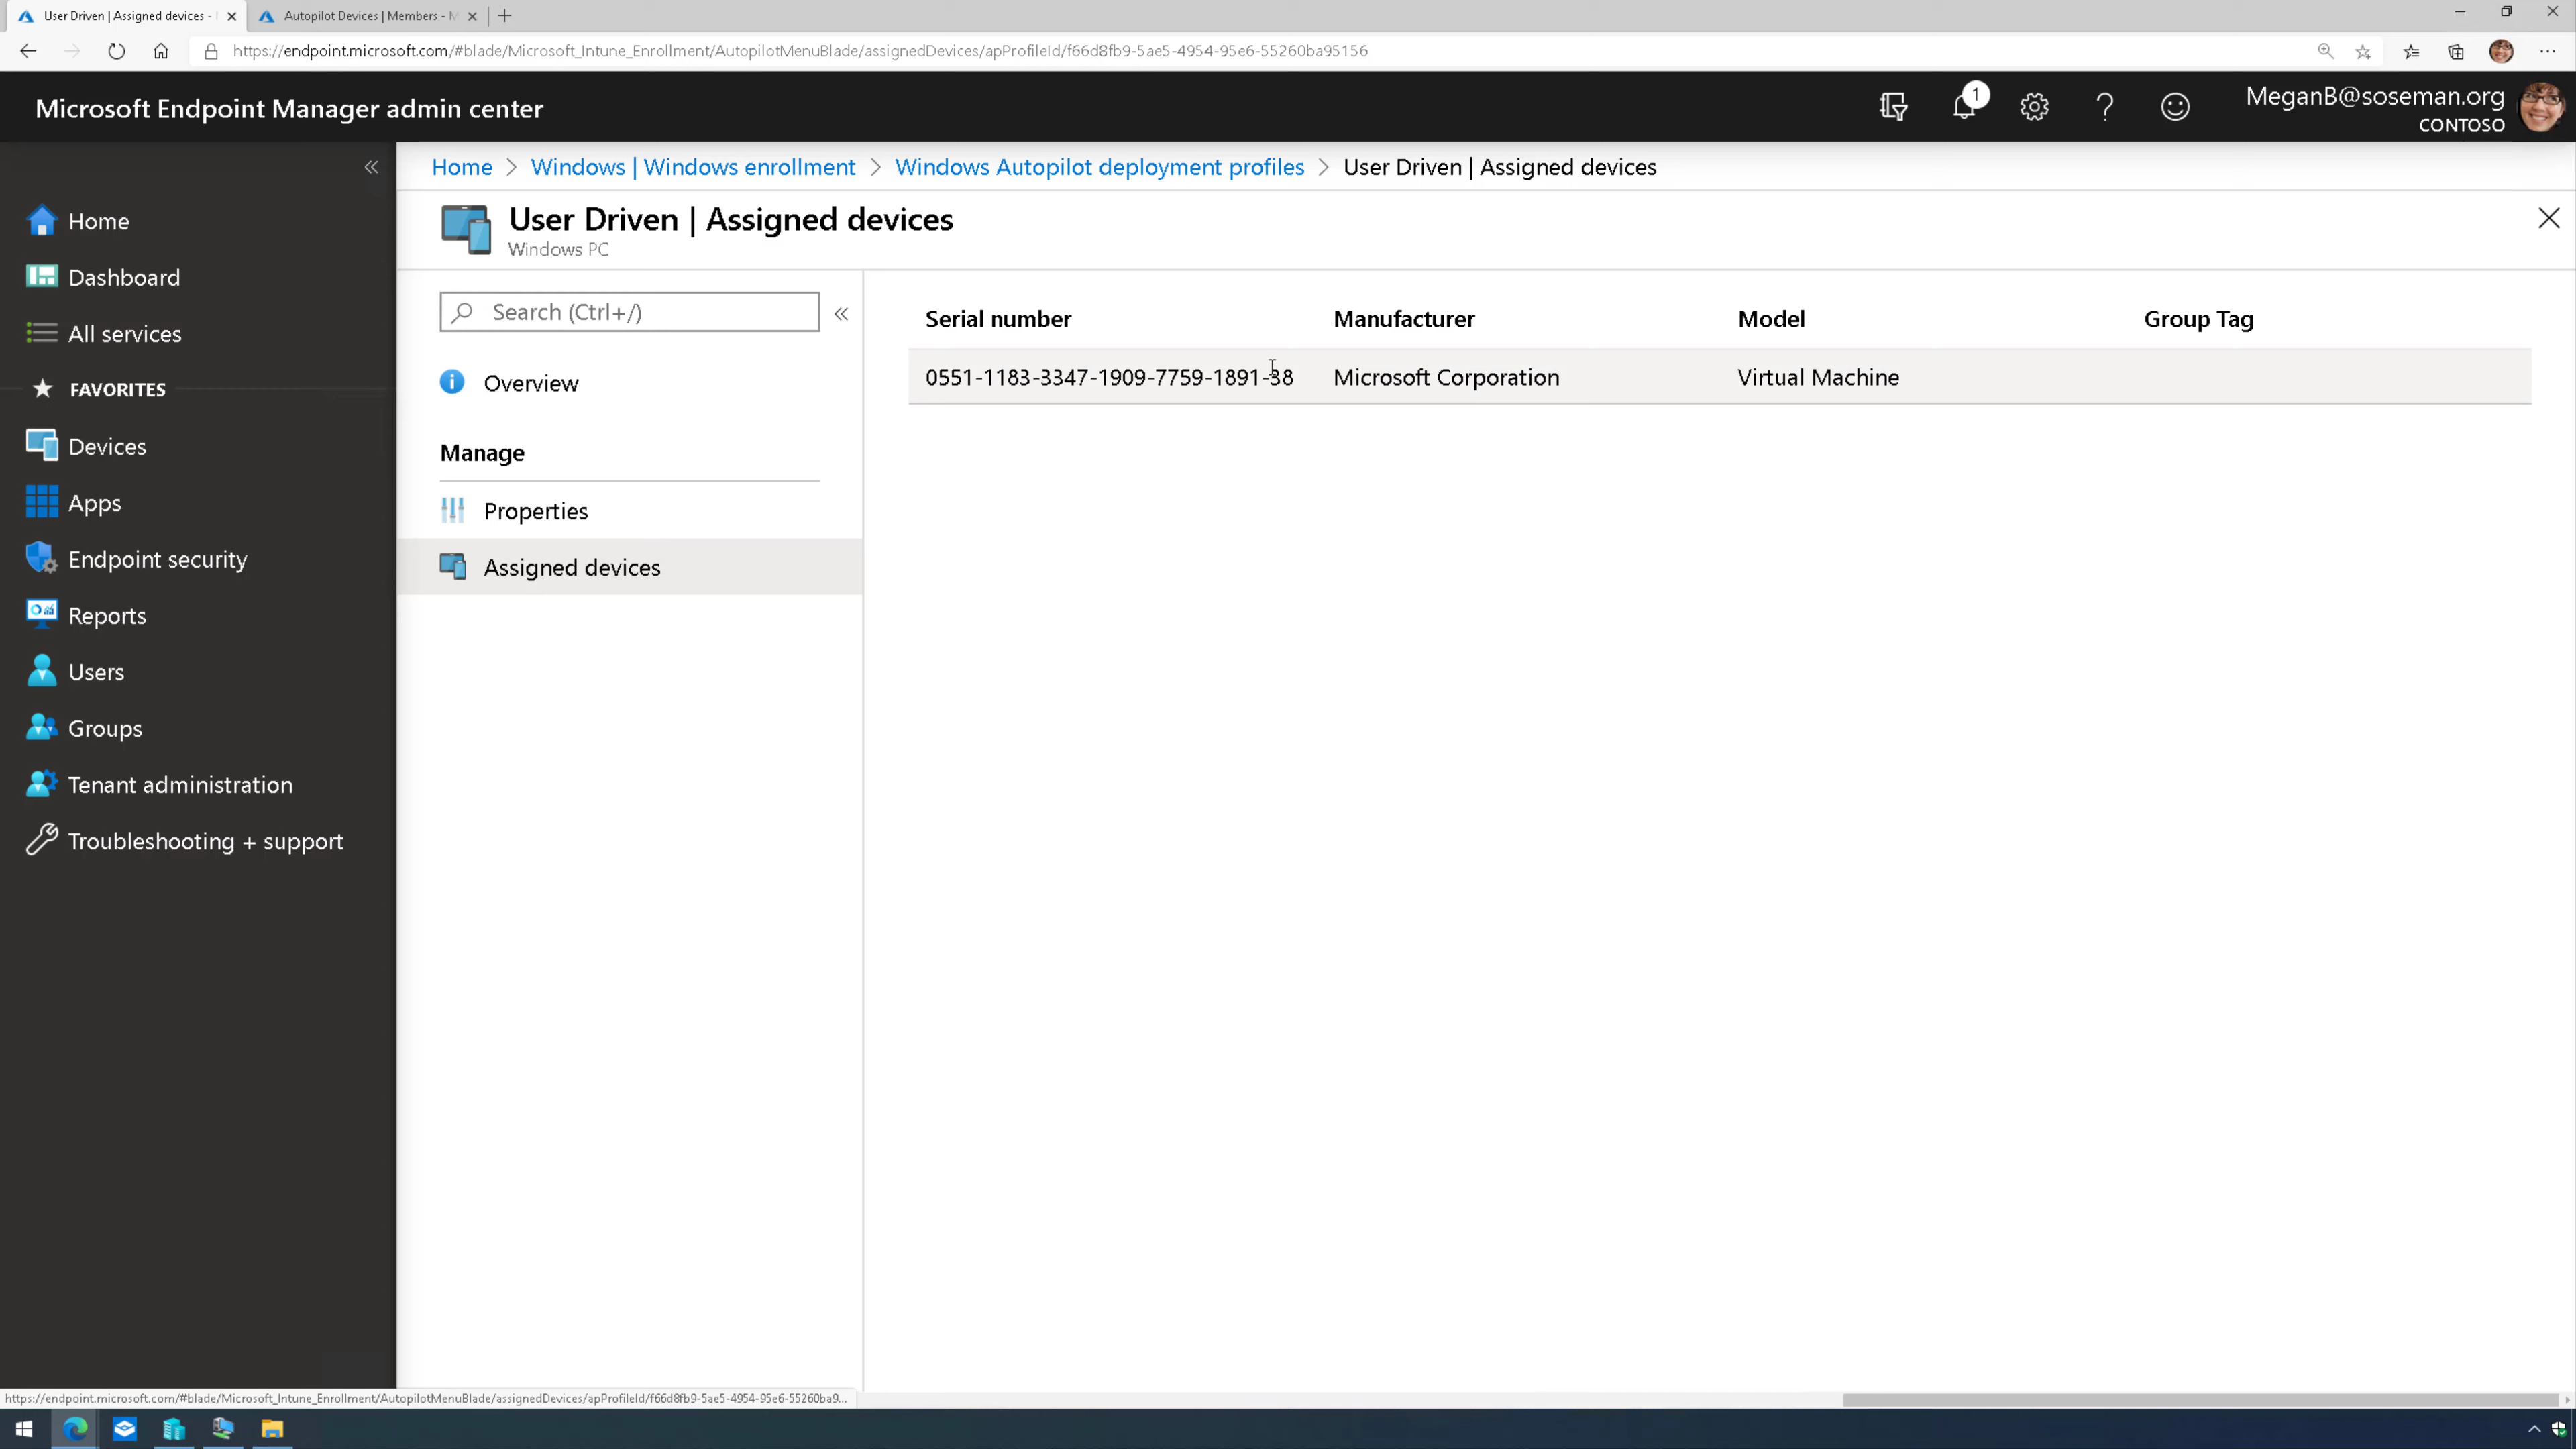 User Driven | Assigned devices -
Autopilot Devices | Members - M
https://endpoint.microsoft.com/#blade/Microsoft_Intune_Enrollment/AutopilotMenuBlade/assignedDevices/apProfileId/f66d8fb9-5ae5-4954-95e6-55260ba95156
Microsoft Endpoint Manager admin center
1
MeganB@soseman.org
CONTOSO
Home > Windows | Windows enrollment > Windows Autopilot deployment profiles > User Driven | Assigned devices
User Driven | Assigned devices
Windows PC
Home
Dashboard
All services
FAVORITES
Devices
Apps
Endpoint security
Reports
Users
Groups
Tenant administration
Troubleshooting + support
Search (Ctrl+/)
Overview
Manage
Properties
Assigned devices
Serial number Manufacturer Model Group Tag
0551-1183-3347-1909-7759-1891-38 Microsoft Corporation Virtual Machine
https://endpoint.microsoft.com/#blade/Microsoft_Intune_Enrollment/AutopilotMenuBlade/assignedDevices/apProfileId/f66d8fb9-5ae5-4954-95e6-55260ba9...